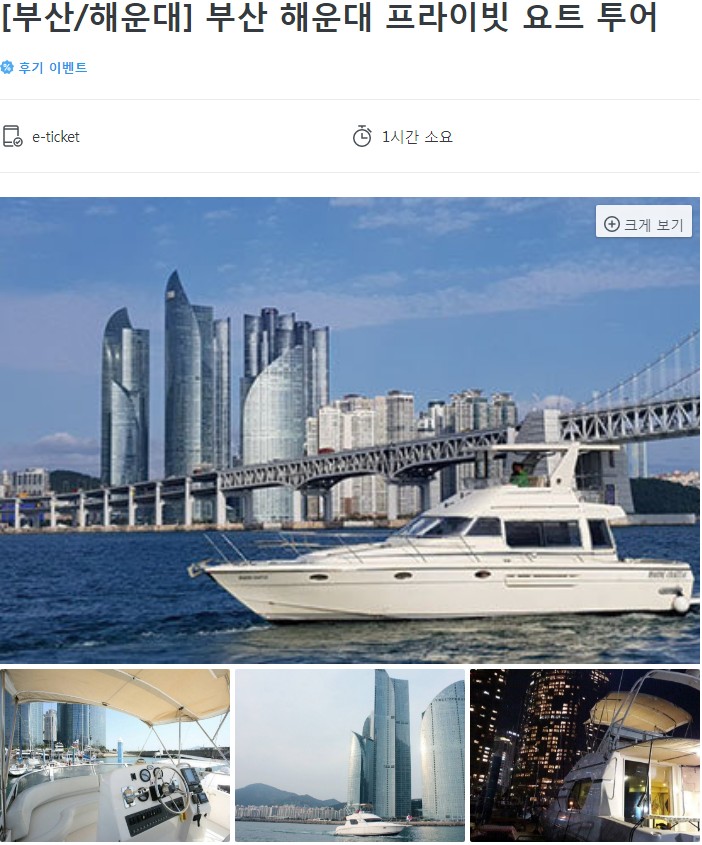 [부산/해운대] 부산 해운대 프라이빗 요트 투어
후기 이벤트
e-ticket
1시간 소요
크게 보기